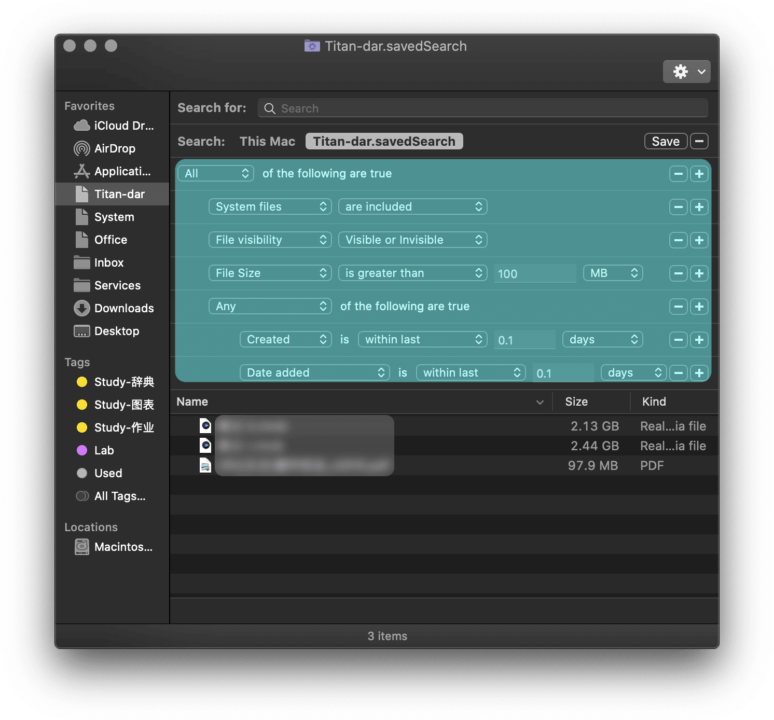 Titan-dar.savedSearch
Favorites
iCloud Dr...
AirDrop
Applicati...
Titan-dar
System
Office
Inbox
Services
Downloads
Desktop
Tags
Study-辞典
Study-图表
Study-作业
Lab
Used
All Tags...
Locations
Macintos...
Search for: Search
Search: This Mac Titan-dar.savedSearch Save
All of the following are true
System files are included
File visibility Visible or Invisible
File Size is greater than 100 MB
Any of the following are true
Created is within last 0.1 days
Date added is within last 0.1 days
Name Size Kind
2.13 GB Real...ia file
2.44 GB Real...ia file
97.9 MB PDF
3 items